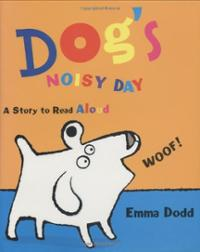 Dog's
NOISY DAY
A Story to Read Aloud
WOOF!
Emma Dodd